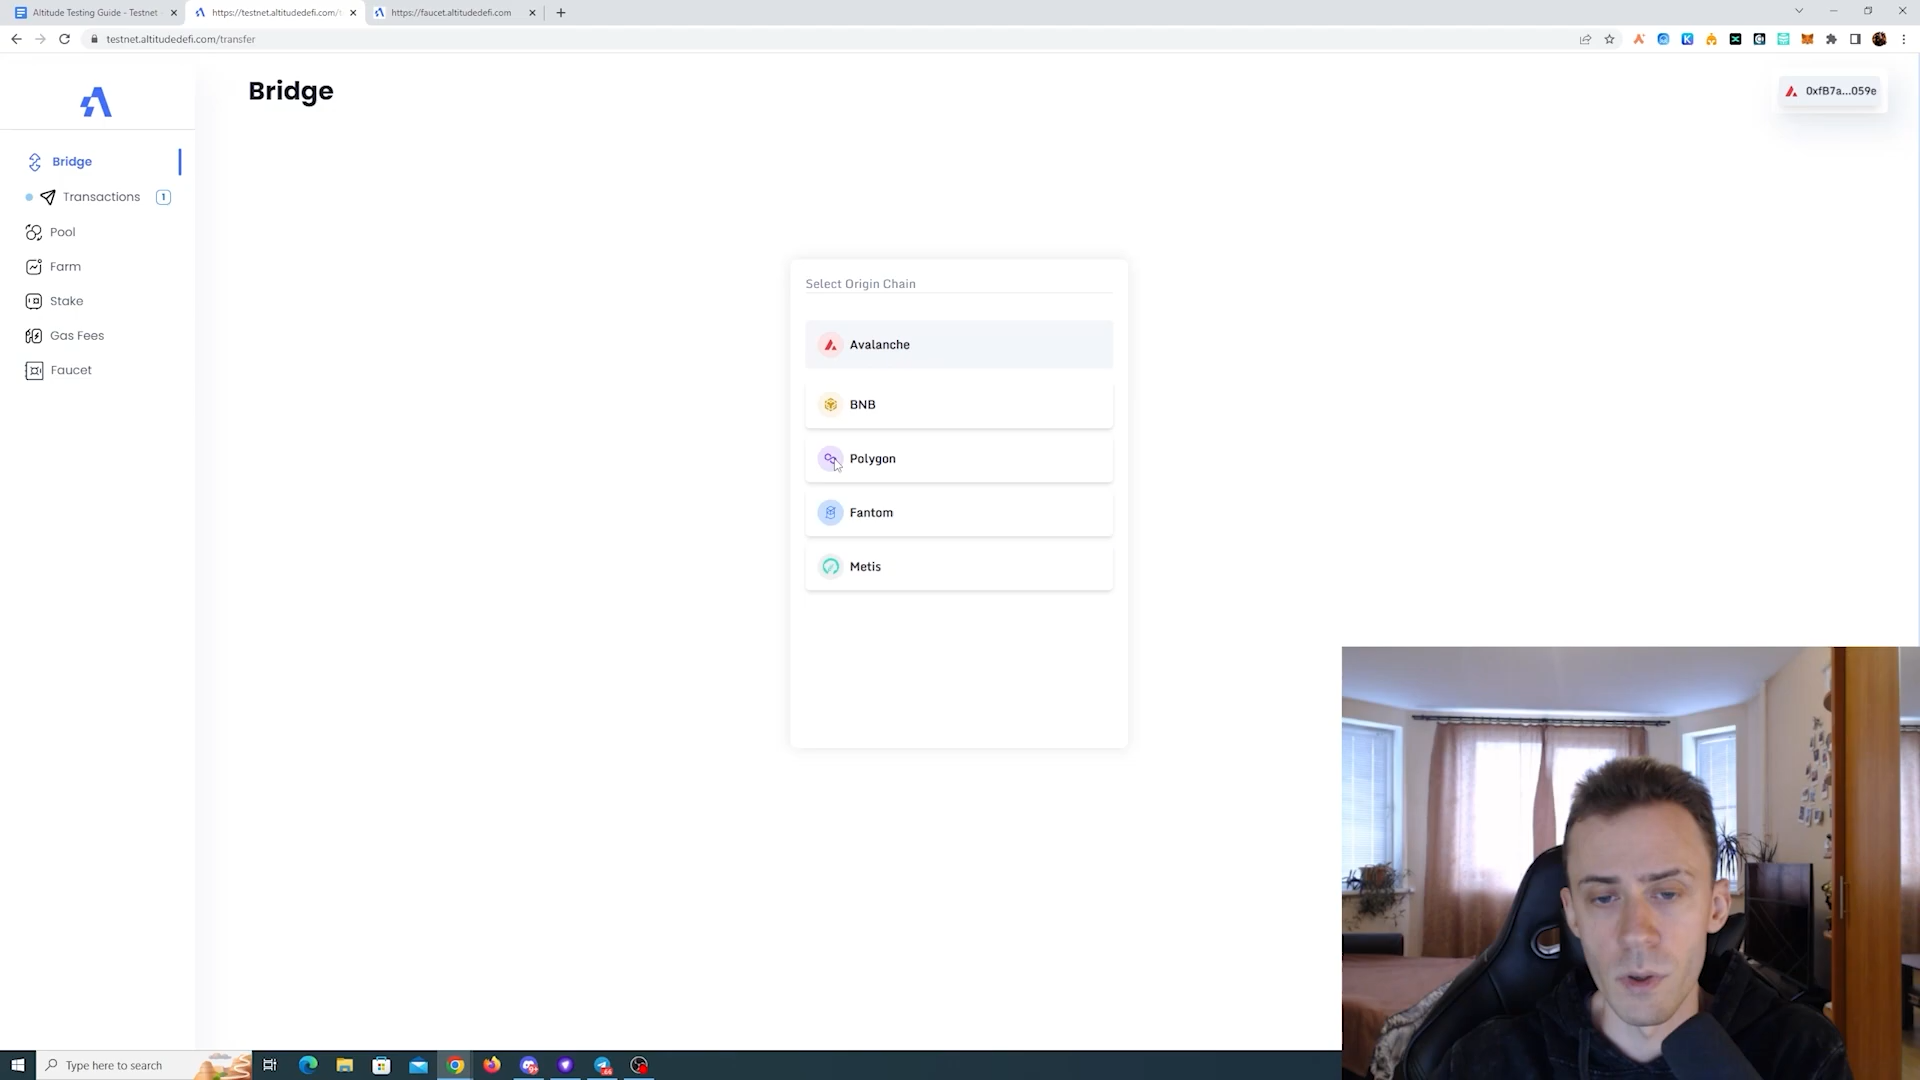 Altitude Testing Guide - Testnet
https://testnet.altitudedefi.com/t
https://faucet.altitudedefi.com
testnet.altitudedefi.com/transfer
Bridge
0xfB7a...059e
Bridge
Transactions 1
Pool
Farm
Stake
Gas Fees
Faucet
Select Origin Chain
Avalanche
BNB
Polygon
Fantom
Metis
Type here to search